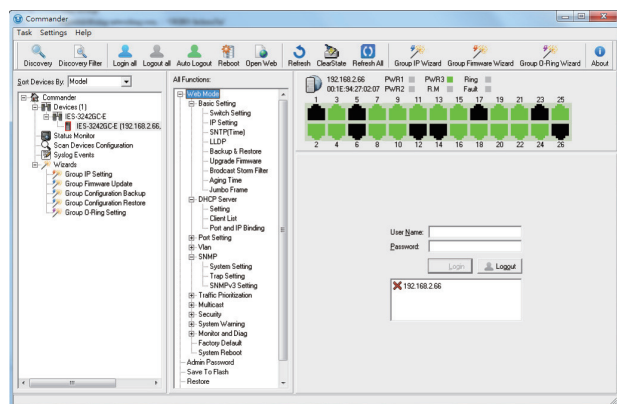 Commander
Task Settings Help
Discovery Discovery Filter Login all Logout all Auto Logout Reboot Open Web Refresh ClearState Refresh All Group IP Wizard Group Firmware Wizard Group O-Ring Wizard About
Sort Devices By: Model
Commander
Devices (1)
IES-3242GC-E
IES-3242GC-E (192.168.2.66,
Status Monitor
Scan Devices Configuration
Syslog Events
Wizards
Group IP Setting
Group Firmware Update
Group Configuration Backup
Group Configuration Restore
Group O-Ring Setting
All Functions:
Web Mode
Basic Setting
Switch Setting
IP Setting
SNTP(Time)
LLDP
Backup & Restore
Upgrade Firmware
Brodcast Storm Filter
Aging Time
Jumbo Frame
DHCP Server
Setting
Client List
Port and IP Binding
Port Setting
Vlan
SNMP
System Setting
Trap Setting
SNMPv3 Setting
Traffic Prioritization
Multicast
Security
System Warning
Monitor and Diag
Factory Default
System Reboot
Admin Password
Save To Flash
Restore
192.168.2.66 PWR1 PWR3 Ring
00:1E:94:27:02:07 PWR2 R.M Fault
1 3 5 7 9 11 13 15 17 19 21 23 25
2 4 6 8 10 12 14 16 18 20 22 24 26
User Name:
Password:
Login Logout
192.168.2.66